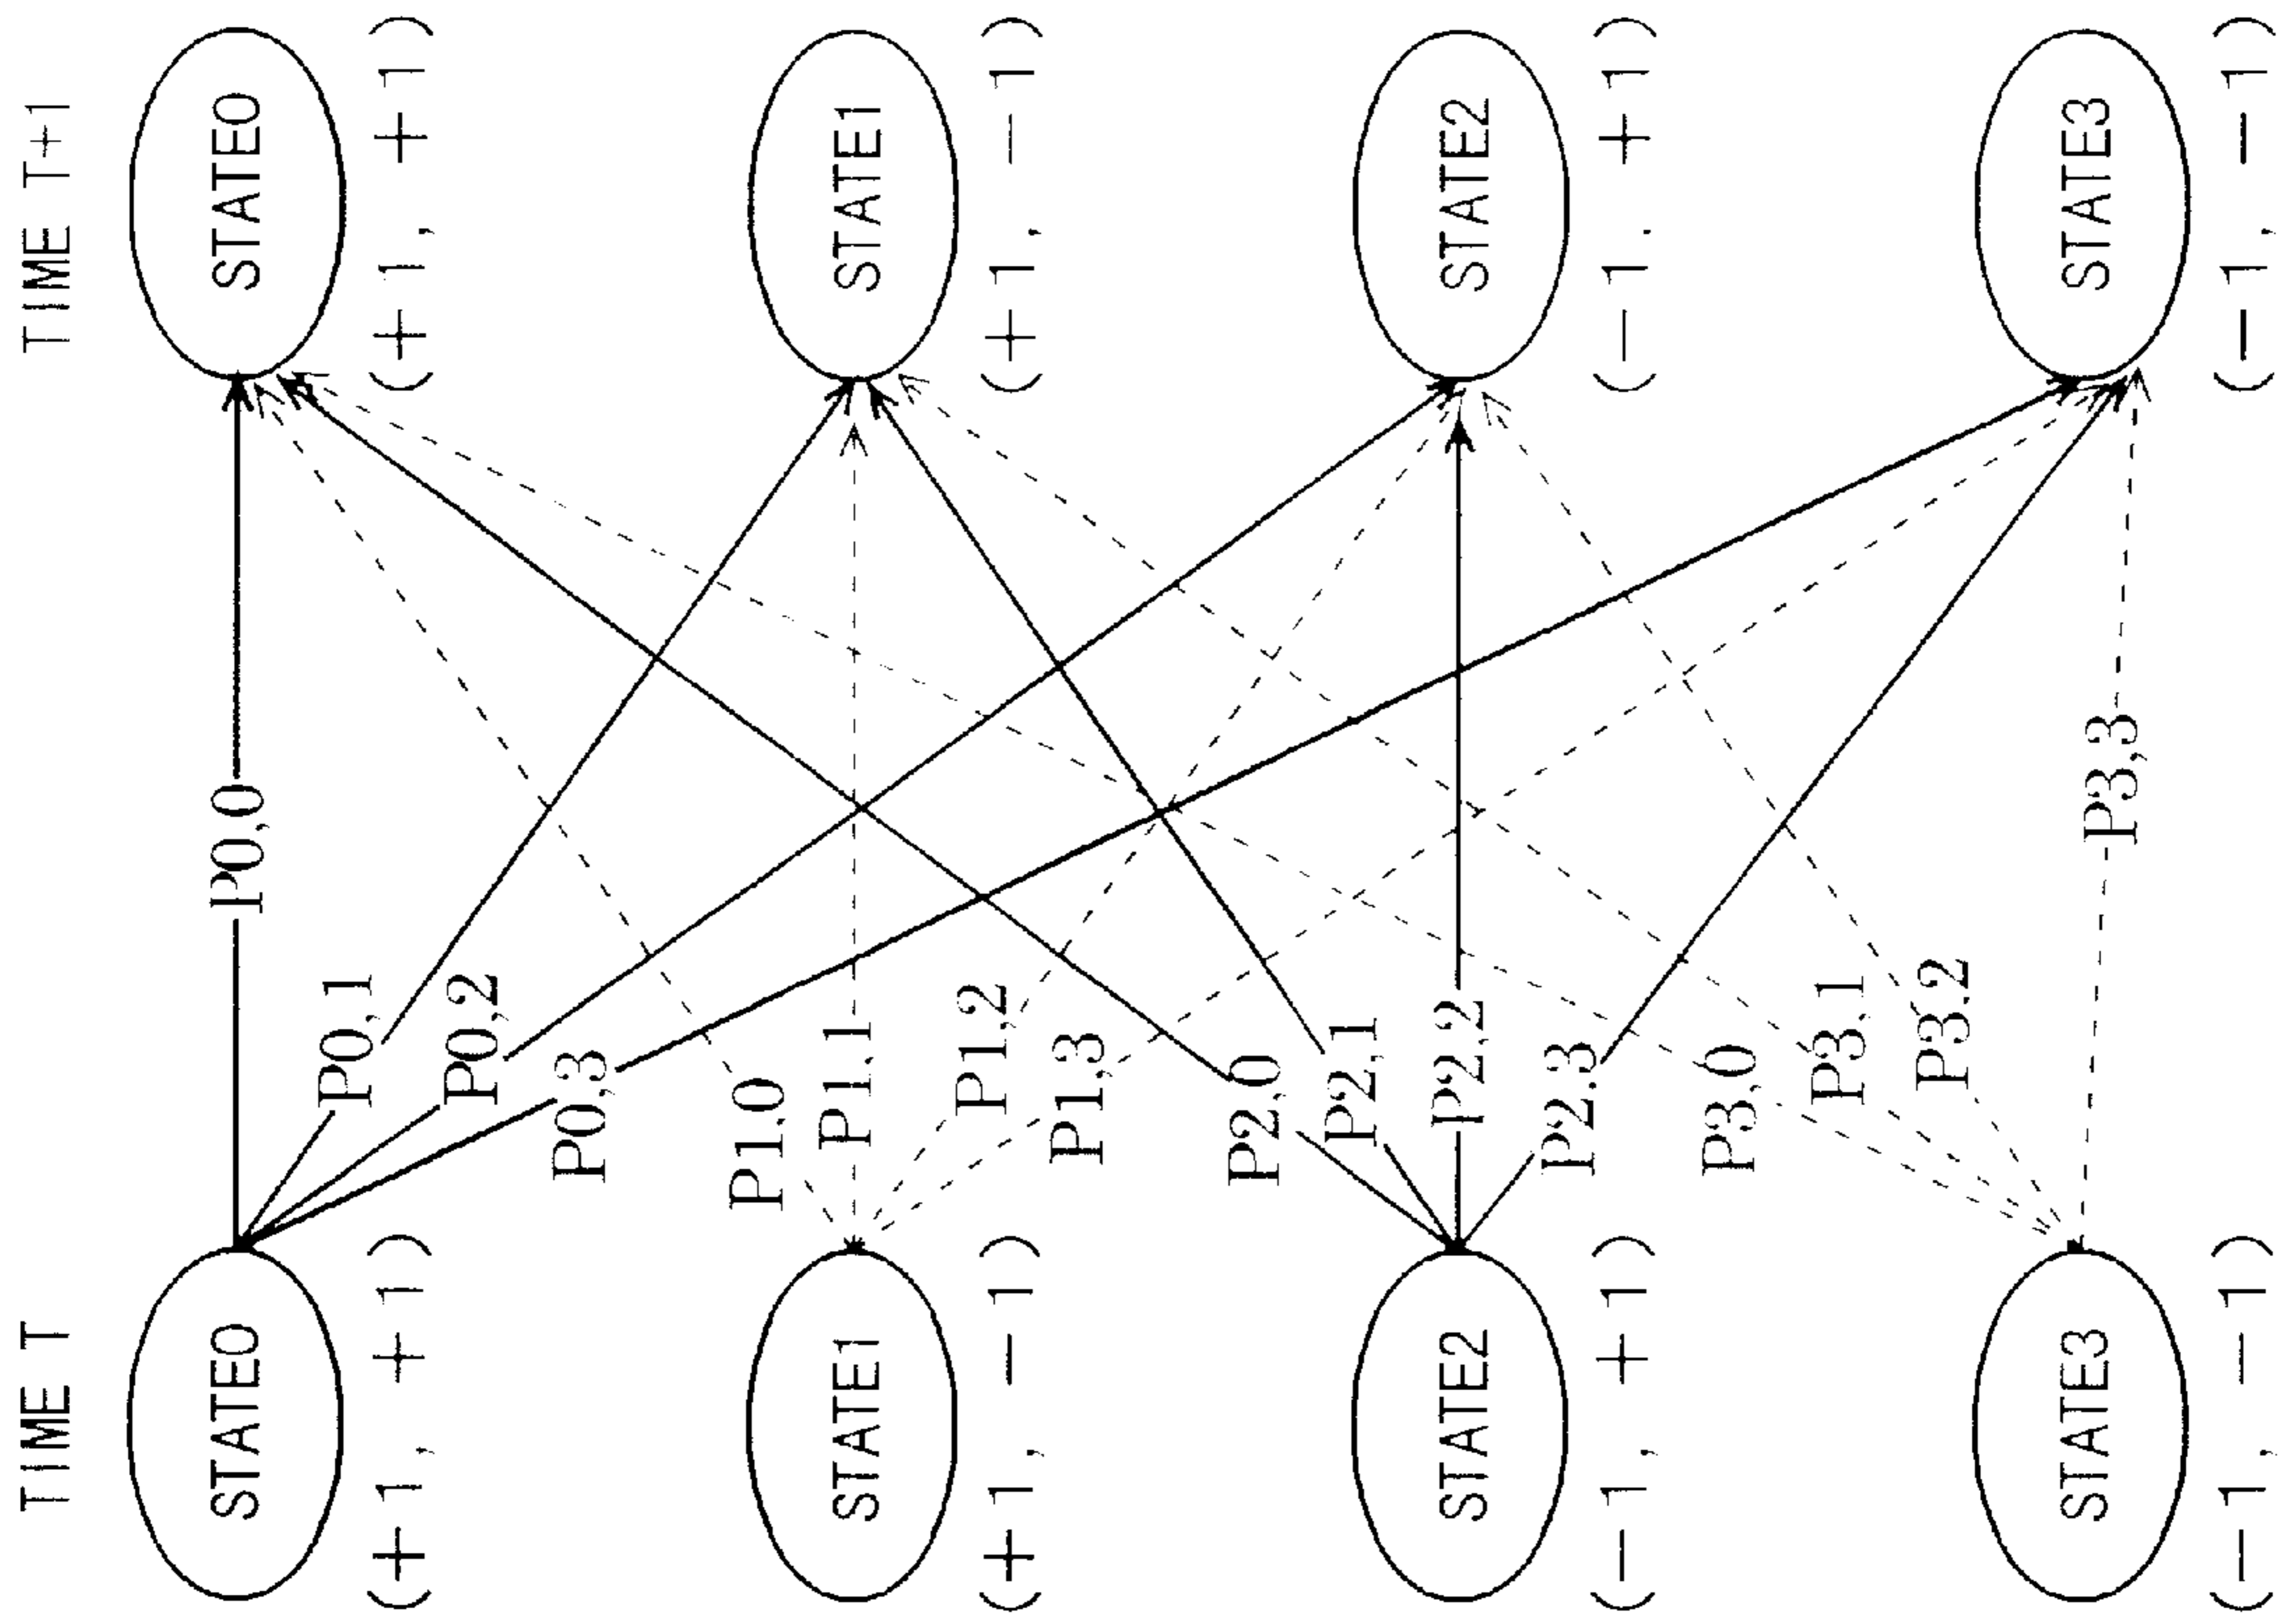 TIME T
TIME T+1
STATE0
(+1, +1)
STATE0
(+1, +1)
P0,0
P0,1
P0,2
P0,3
STATE1
(+1, -1)
STATE1
(+1, -1)
P1,0
P1,1
P1,2
P1,3
STATE2
(-1, +1)
STATE2
(-1, +1)
P2,0
P2,1
P2,2
P2,3
STATE3
(-1, -1)
STATE3
(-1, -1)
P3,0
P3,1
P3,2
P3,3